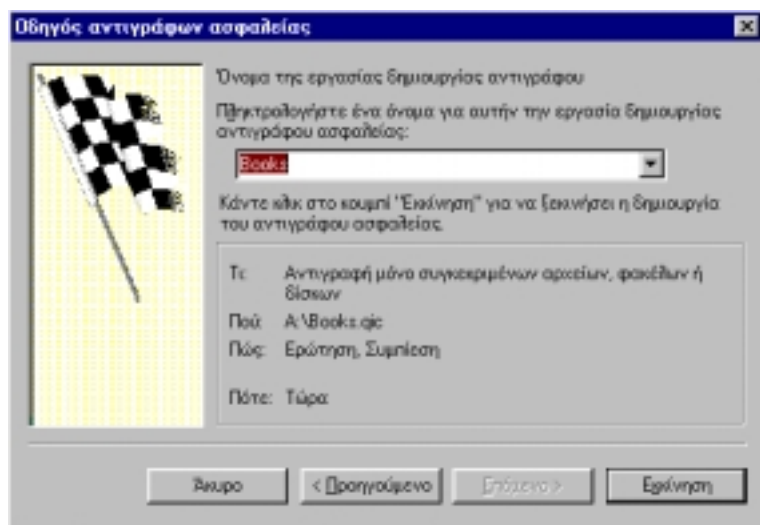 Οδηγός αντιγράφων ασφαλείας
Όνομα της εργασίας δημιουργίας αντιγράφου
Πληκτρολογήστε ένα όνομα για αυτήν την εργασία δημιουργίας
αντιγράφου ασφαλείας:
Books
Κάντε κλικ στο κουμπί "Εκκίνηση" για να ξεκινήσει η δημιουργία
του αντιγράφου ασφαλείας.
Τι: Αντιγραφή μόνο συγκεκριμένων αρχείων, φακέλων ή
δίσκων
Πού: A:\Books.qic
Πώς: Ερώτηση, Συμπίεση
Πότε: Τώρα
Άκυρο < Προηγούμενο Επόμενο > Εκκίνηση